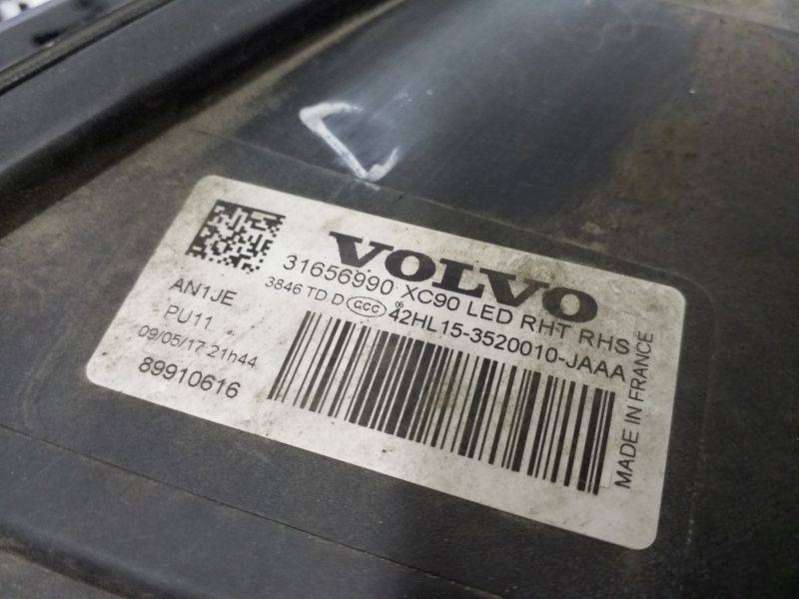 VOLVO
31656990 XC90 LED RHT RHS
3846 TD D GCC 42HL15-3520010-JAAA
AN1JE
PU11
09/05/17 21h44
89910616
MADE IN FRANCE